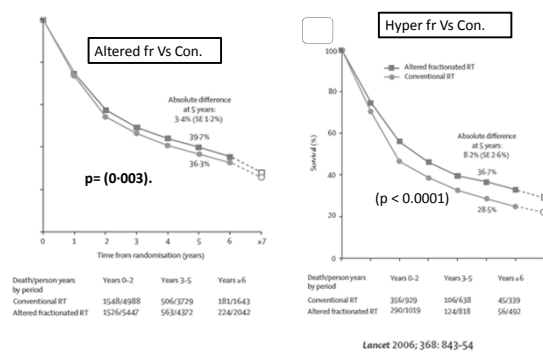 Altered fr Vs Con.
Absolute difference
at 5 years:
3·4% (SE 1·2%)
39·7%
36·3%
p= (0·003).
0 1 2 3 4 5 6 ≥7
Time from randomisation (years)
Death/person years
by period
Years 0–2 Years 3–5 Years ≥6
Conventional RT 1548/4988 506/3729 181/1643
Altered fractionated RT 1526/5447 563/4372 224/2042
Hyper fr Vs Con.
Altered fractionated RT
Conventional RT
Survival (%)
100
80
60
40
20
0
Absolute difference
at 5 years:
8·2% (SE 2·6%)
36·7%
28·5%
(p < 0.0001)
Death/person years
by period
Years 0–2 Years 3–5 Years ≥6
Conventional RT 356/929 106/638 45/339
Altered fractionated RT 290/1019 124/818 56/492
Lancet 2006; 368: 843-54